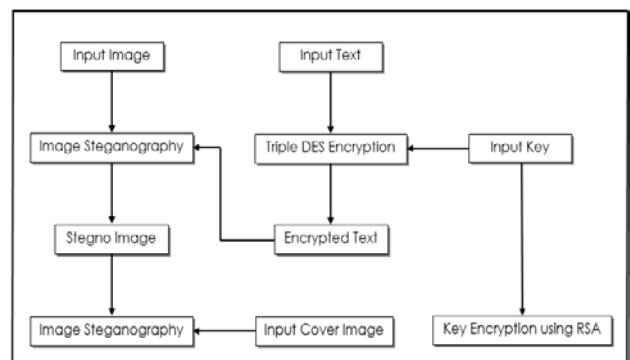 Input Image
Input Text
Image Steganography
Triple DES Encryption
Input Key
Stegno Image
Encrypted Text
Image Steganography
Input Cover Image
Key Encryption using RSA